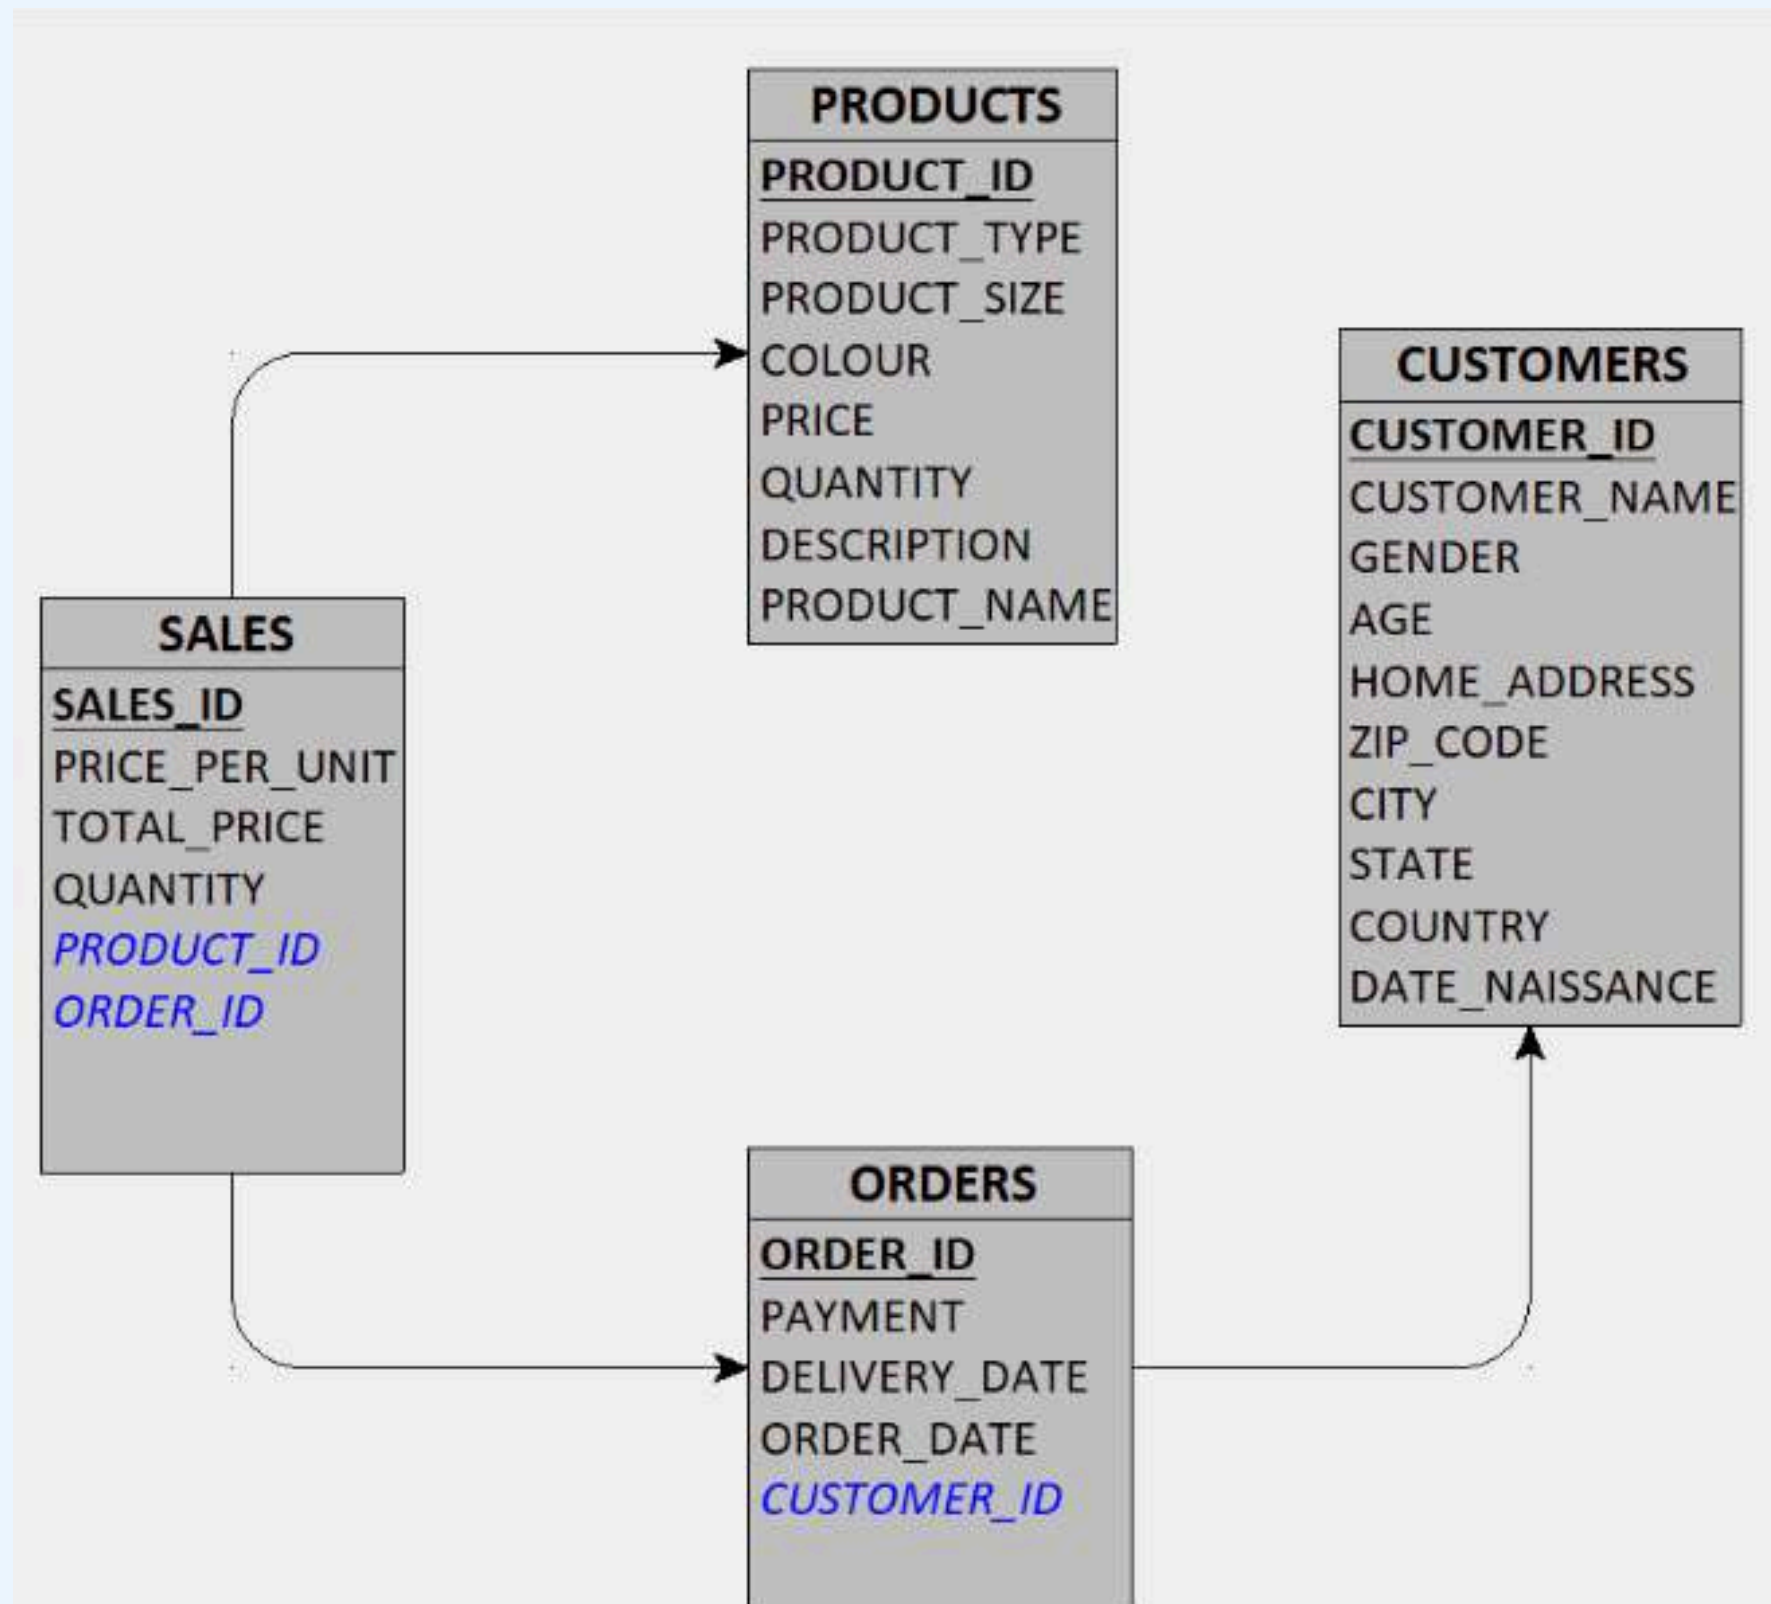 PRODUCTS
PRODUCT_ID
PRODUCT_TYPE
PRODUCT_SIZE
COLOUR
PRICE
QUANTITY
DESCRIPTION
PRODUCT_NAME
CUSTOMERS
CUSTOMER_ID
CUSTOMER_NAME
GENDER
AGE
HOME_ADDRESS
ZIP_CODE
CITY
STATE
COUNTRY
DATE_NAISSANCE
SALES
SALES_ID
PRICE_PER_UNIT
TOTAL_PRICE
QUANTITY
PRODUCT_ID
ORDER_ID
ORDERS
ORDER_ID
PAYMENT
DELIVERY_DATE
ORDER_DATE
CUSTOMER_ID